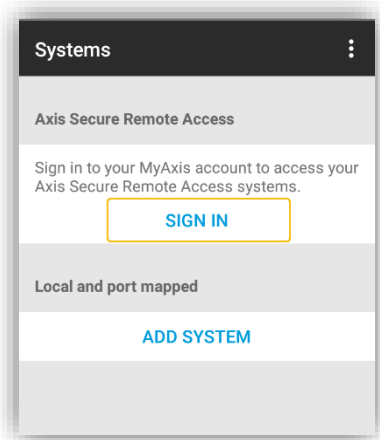 Systems
Axis Secure Remote Access
Sign in to your MyAxis account to access your
Axis Secure Remote Access systems.
SIGN IN
Local and port mapped
ADD SYSTEM